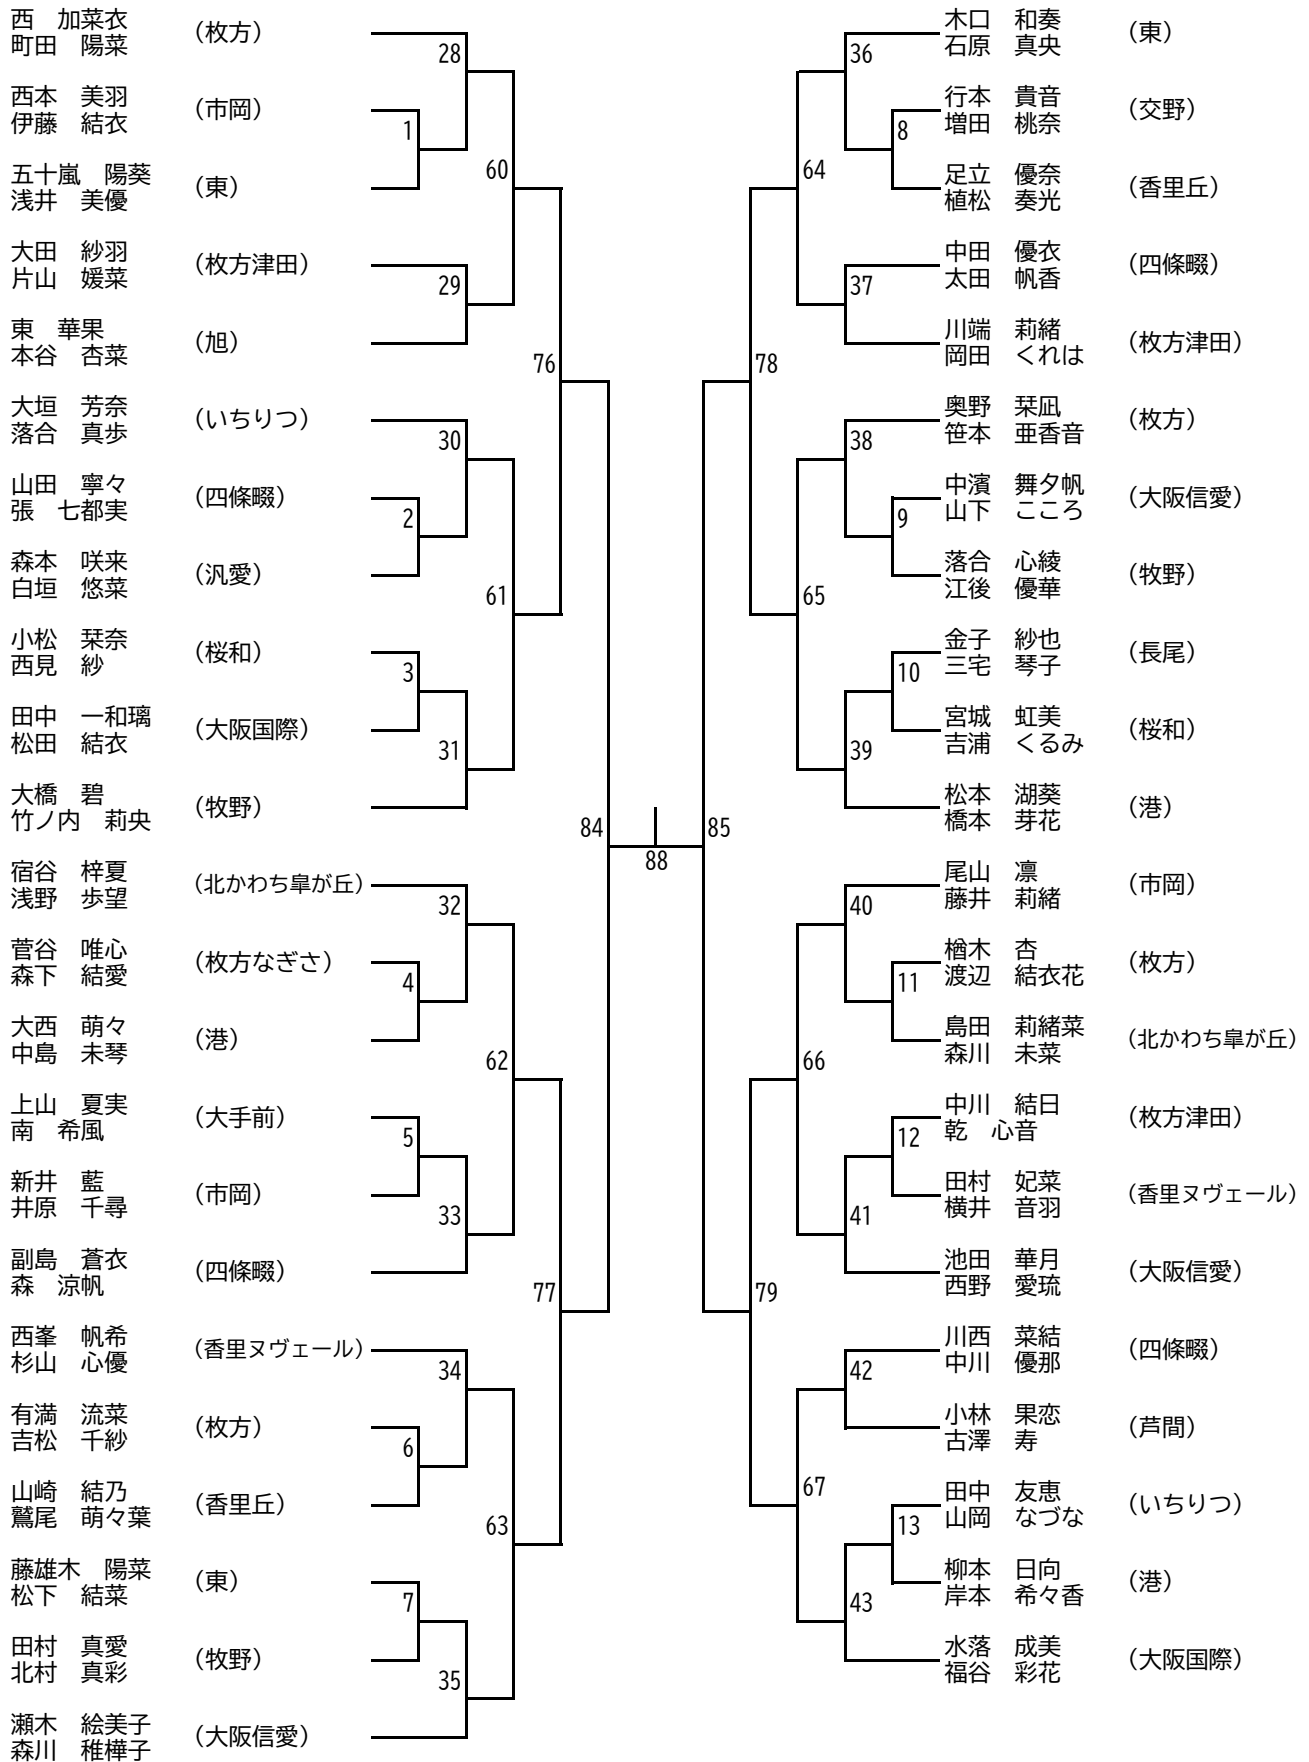 西　加菜衣
町田　陽菜
（枚方）
西本　美羽
伊藤　結衣
（市岡）
五十嵐　陽葵
浅井　美優
（東）
大田　紗羽
片山　媛菜
（枚方津田）
東　華果
本谷　杏菜
（旭）
大垣　芳奈
落合　真歩
（いちりつ）
山田　寧々
張　七都実
（四條畷）
森本　咲来
白垣　悠菜
（汎愛）
小松　栞奈
西見　紗
（桜和）
田中　一和璃
松田　結衣
（大阪国際）
大橋　碧
竹ノ内　莉央
（牧野）
宿谷　梓夏
浅野　歩望
（北かわち皐が丘）
菅谷　唯心
森下　結愛
（枚方なぎさ）
大西　萌々
中島　未琴
（港）
上山　夏実
南　希風
（大手前）
新井　藍
井原　千尋
（市岡）
副島　蒼衣
森　涼帆
（四條畷）
西峯　帆希
杉山　心優
（香里ヌヴェール）
有満　流菜
吉松　千紗
（枚方）
山崎　結乃
鷲尾　萌々葉
（香里丘）
藤雄木　陽菜
松下　結菜
（東）
田村　真愛
北村　真彩
（牧野）
瀬木　絵美子
森川　稚樺子
（大阪信愛）
28
1
60
29
76
30
2
61
3
31
84
32
4
62
5
33
77
34
6
63
7
35
88
85
36
8
64
37
78
38
9
65
10
39
40
11
66
12
41
79
42
67
13
43
木口　和奏
石原　真央
（東）
行本　貴音
増田　桃奈
（交野）
足立　優奈
植松　奏光
（香里丘）
中田　優衣
太田　帆香
（四條畷）
川端　莉緒
岡田　くれは
（枚方津田）
奥野　栞凪
笹本　亜香音
（枚方）
中濱　舞夕帆
山下　こころ
（大阪信愛）
落合　心綾
江後　優華
（牧野）
金子　紗也
三宅　琴子
（長尾）
宮城　虹美
吉浦　くるみ
（桜和）
松本　湖葵
橋本　芽花
（港）
尾山　凛
藤井　莉緒
（市岡）
楢木　杏
渡辺　結衣花
（枚方）
島田　莉緒菜
森川　未菜
（北かわち皐が丘）
中川　結日
乾　心音
（枚方津田）
田村　妃菜
横井　音羽
（香里ヌヴェール）
池田　華月
西野　愛琉
（大阪信愛）
川西　菜結
中川　優那
（四條畷）
小林　果恋
古澤　寿
（芦間）
田中　友恵
山岡　なづな
（いちりつ）
柳本　日向
岸本　希々香
（港）
水落　成美
福谷　彩花
（大阪国際）